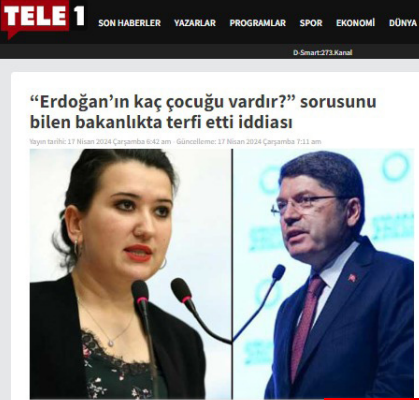 TELE 1
SON HABERLER YAZARLAR PROGRAMLAR SPOR EKONOMİ DÜNYA
D-Smart:273.Kanal
“Erdoğan’ın kaç çocuğu vardır?” sorusunu
bilen bakanlıkta terfi etti iddiası
Yayın tarihi: 17 Nisan 2024 Çarşamba 6:42 am - Güncelleme: 17 Nisan 2024 Çarşamba 7:11 am